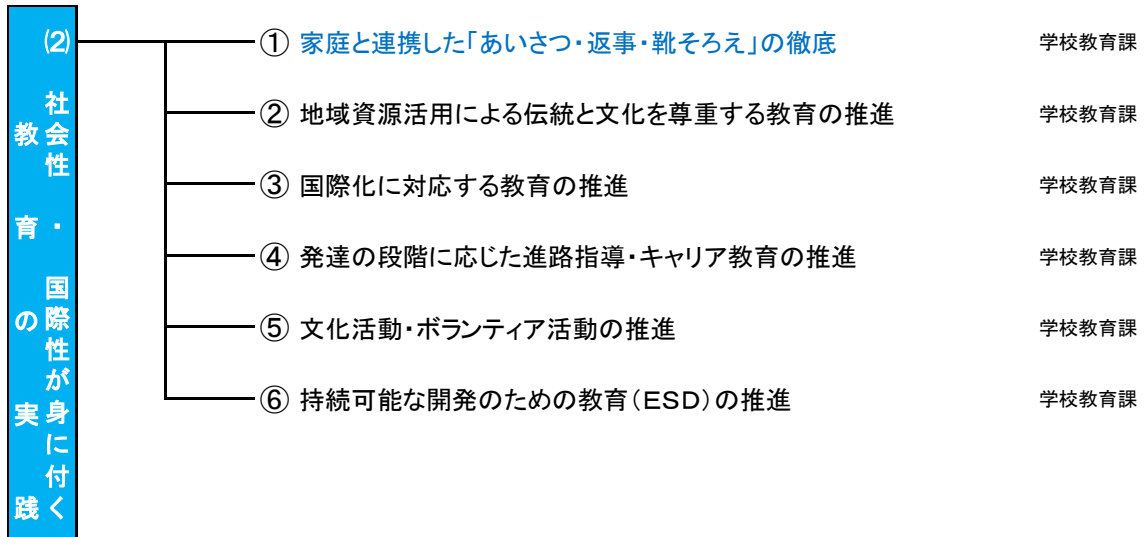 ⑵ 社会性・国際性が身に付く
教育の実践
① 家庭と連携した「あいさつ・返事・靴そろえ」の徹底 学校教育課
② 地域資源活用による伝統と文化を尊重する教育の推進 学校教育課
③ 国際化に対応する教育の推進 学校教育課
④ 発達の段階に応じた進路指導・キャリア教育の推進 学校教育課
⑤ 文化活動・ボランティア活動の推進 学校教育課
⑥ 持続可能な開発のための教育（ESD）の推進 学校教育課